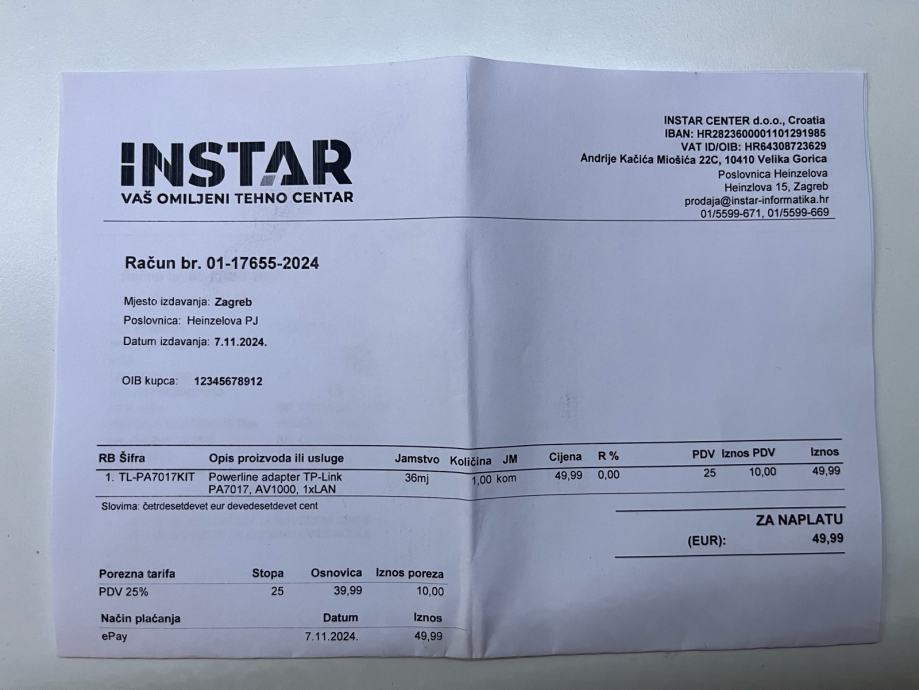 INSTAR
VAŠ OMILJENI TEHNO CENTAR
INSTAR CENTER d.o.o., Croatia
IBAN: HR2823600001101291985
VAT ID/OIB: HR64308723629
Andrije Kačića Miošića 22C, 10410 Velika Gorica
Poslovnica Heinzelova
Heinzlova 15, Zagreb
prodaja@instar-informatika.hr
01/5599-671, 01/5599-669
Račun br. 01-17655-2024
Mjesto izdavanja: Zagreb
Poslovnica: Heinzelova PJ
Datum izdavanja: 7.11.2024.
OIB kupca: 12345678912
RB Šifra Opis proizvoda ili usluge Jamstvo Količina JM Cijena R % PDV Iznos PDV Iznos
1. TL-PA7017KIT Powerline adapter TP-Link 36mj 1,00 kom 49,99 0,00 25 10,00 49,99
PA7017, AV1000, 1xLAN
Slovima: četrdesetdevet eur devedesetdevet cent
ZA NAPLATU
(EUR): 49,99
Porezna tarifa Stopa Osnovica Iznos poreza
PDV 25% 25 39,99 10,00
Način plaćanja Datum Iznos
ePay 7.11.2024. 49,99